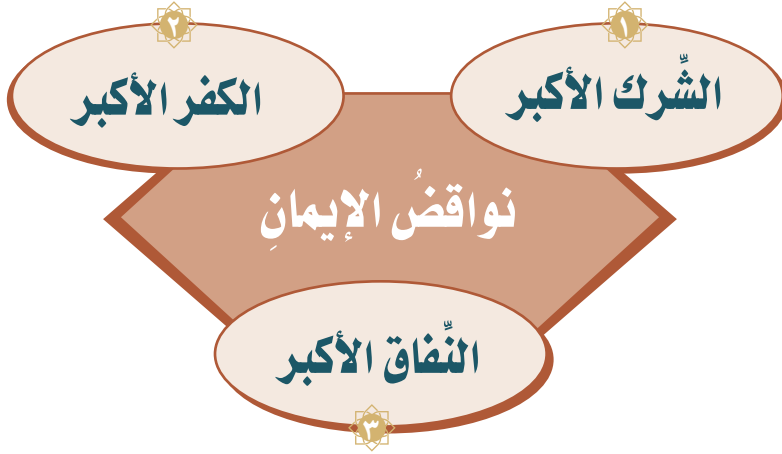 ١
الشِّرك الأكبر
٢
الكفر الأكبر
نواقضُ الإيمانِ
النِّفاق الأكبر
٣